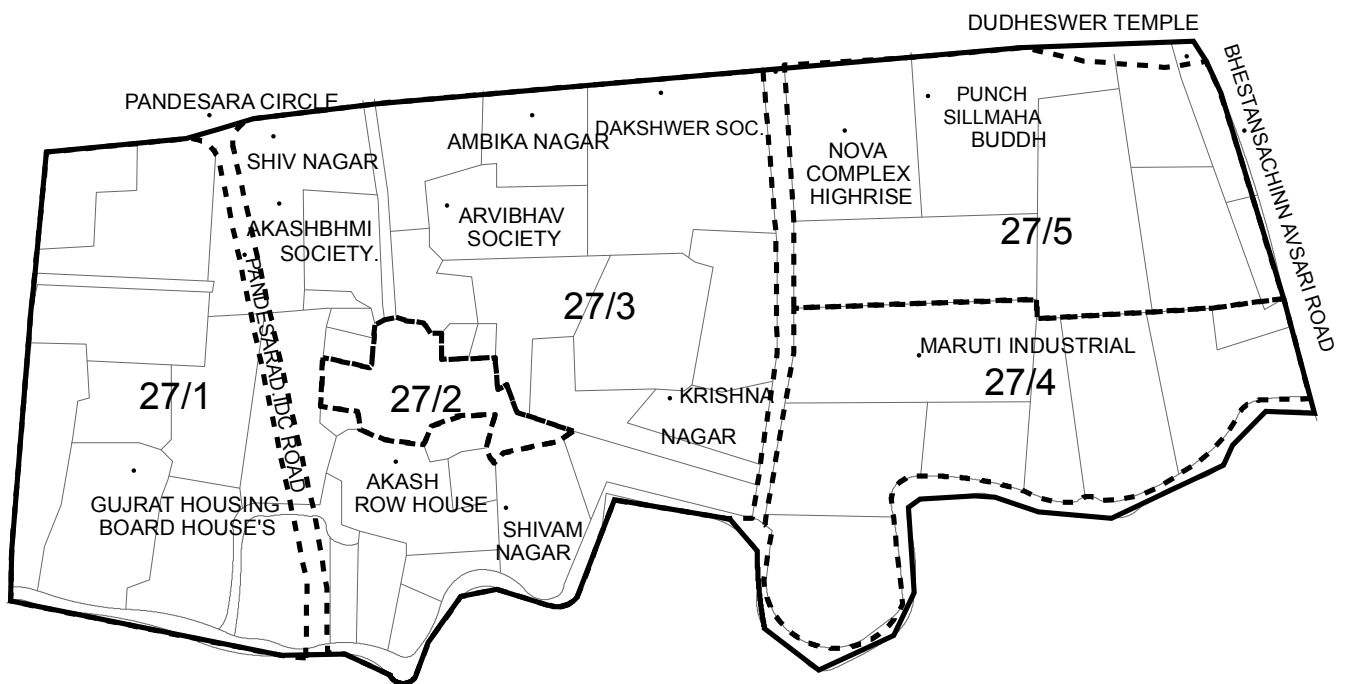 DUDHESWER TEMPLE
BHESTANSACHINN AVSARI ROAD
PANDESARA CIRCLE
SHIV NAGAR
AMBIKA NAGAR
DAKSHWER SOC.
PUNCH
SILLMAHA
BUDDH
NOVA
COMPLEX
HIGHRISE
AKASHBHMI
SOCIETY.
ARVIBHAV
SOCIETY
27/5
PANDESARAD.IDC ROAD
27/3
MARUTI INDUSTRIAL
27/4
27/1
27/2
KRISHNA
NAGAR
GUJRAT HOUSING
BOARD HOUSE'S
AKASH
ROW HOUSE
SHIVAM
NAGAR